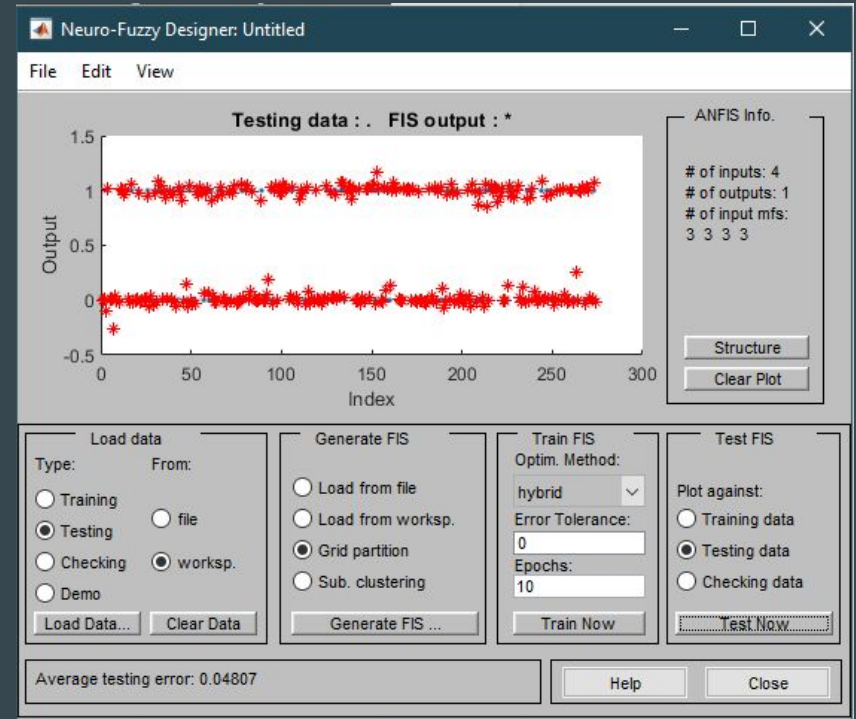 Neuro-Fuzzy Designer: Untitled
File Edit View
Testing data : . FIS output : *
1.5
1
0.5
0
-0.5
Output
0 50 100 150 200 250 300
Index
ANFIS Info.
# of inputs: 4
# of outputs: 1
# of input mfs:
3 3 3 3
Structure
Clear Plot
Load data
Type: From:
Training
Testing
Checking
Demo
file
worksp.
Load Data... Clear Data
Generate FIS
Load from file
Load from worksp.
Grid partition
Sub. clustering
Generate FIS ...
Train FIS
Optim. Method:
hybrid
Error Tolerance:
0
Epochs:
10
Train Now
Test FIS
Plot against:
Training data
Testing data
Checking data
Test Now
Average testing error: 0.04807
Help
Close